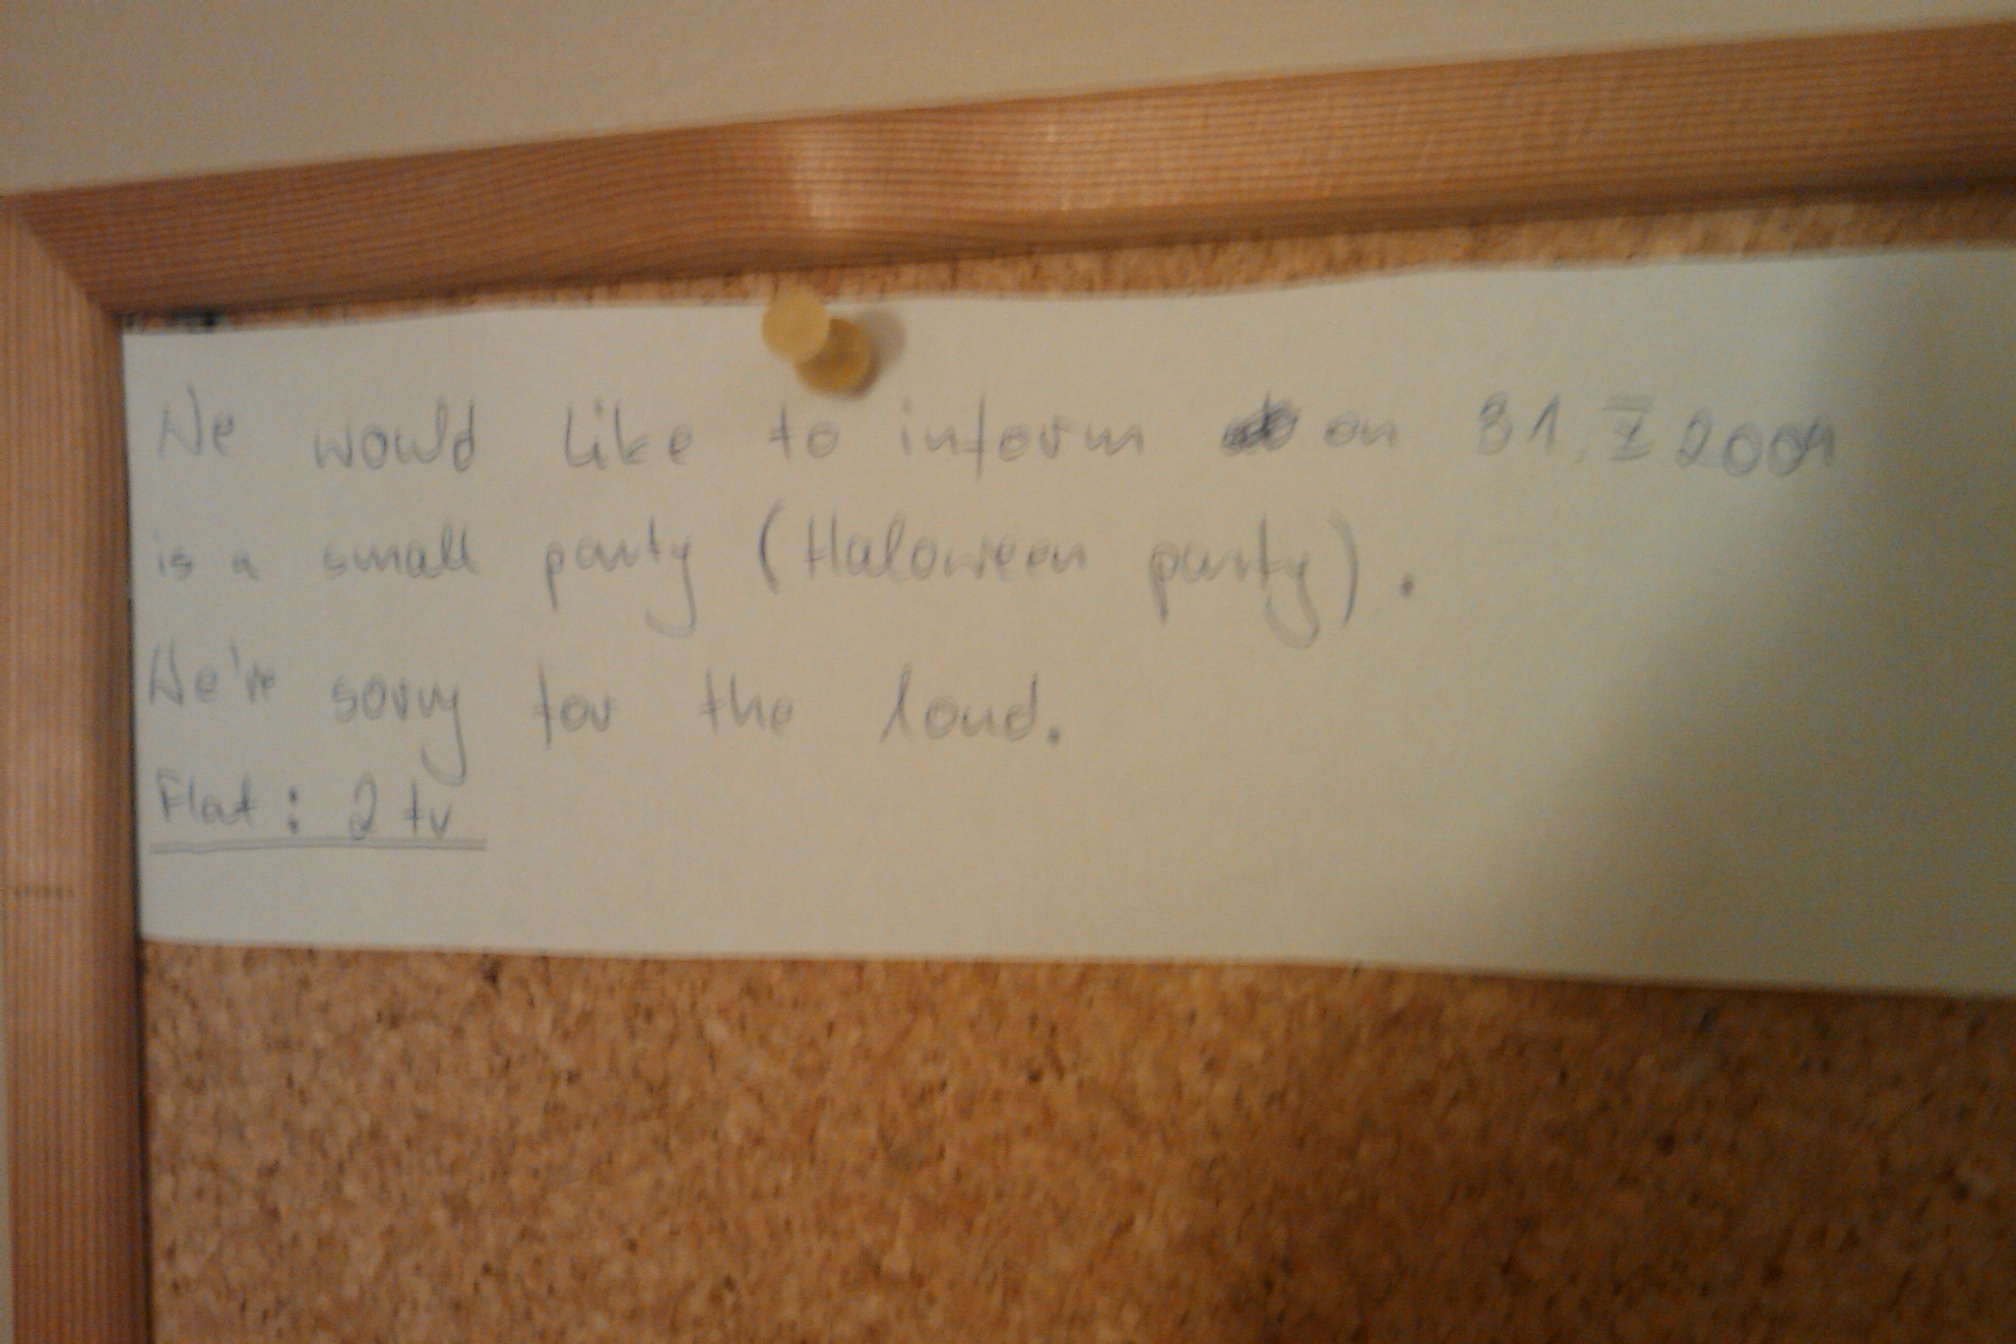 We would like to inform on 31. X 2009
is a small party (Haloween party).
We're sorry for the loud.
Flat: 2 tv